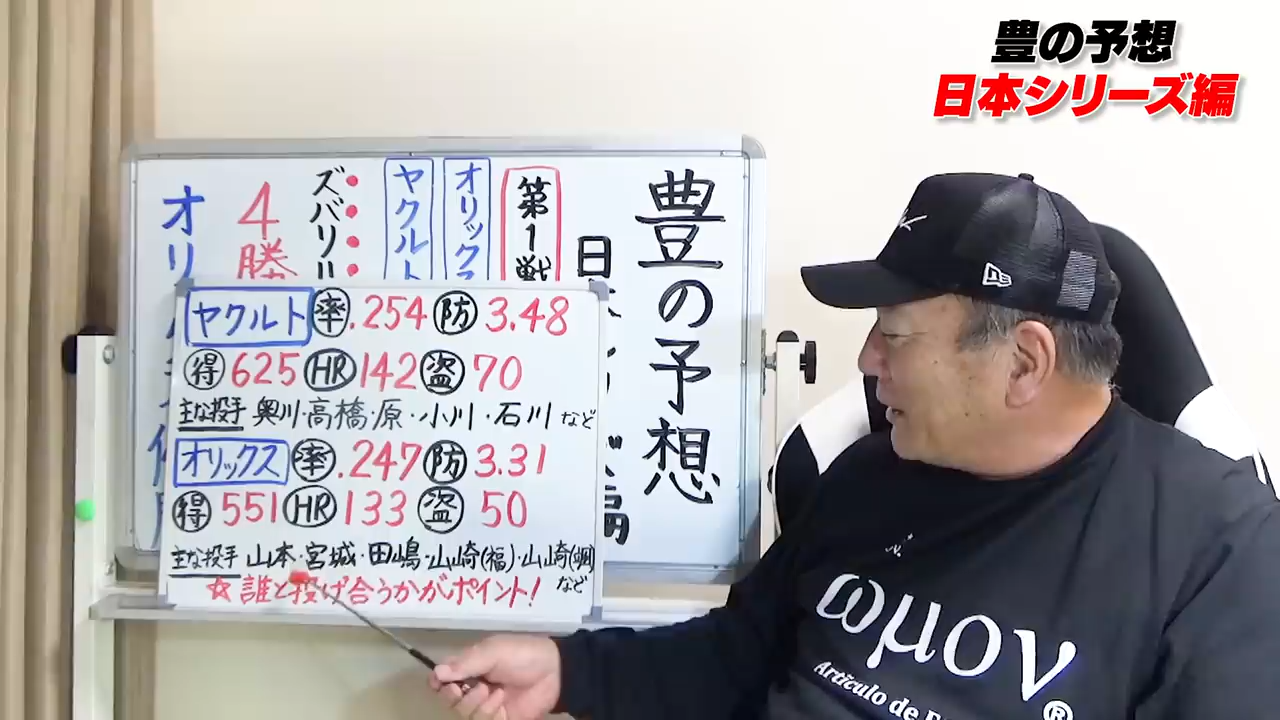 豊の予想
日本シリーズ編
豊の予想
第1戦
オリックス
ヤクルト
ズバリ!!
4勝
オリ
ヤクルト 率 .254 防 3.48
得 625 HR 142 盗 70
主な投手 奥川・高橋・原・小川・石川 など
オリックス 率 .247 防 3.31
得 551 HR 133 盗 50
主な投手 山本・宮城・田嶋・山崎(福)・山崎(颯) など
☆誰と投げ合うかがポイント!
ωμον®
Artículo de